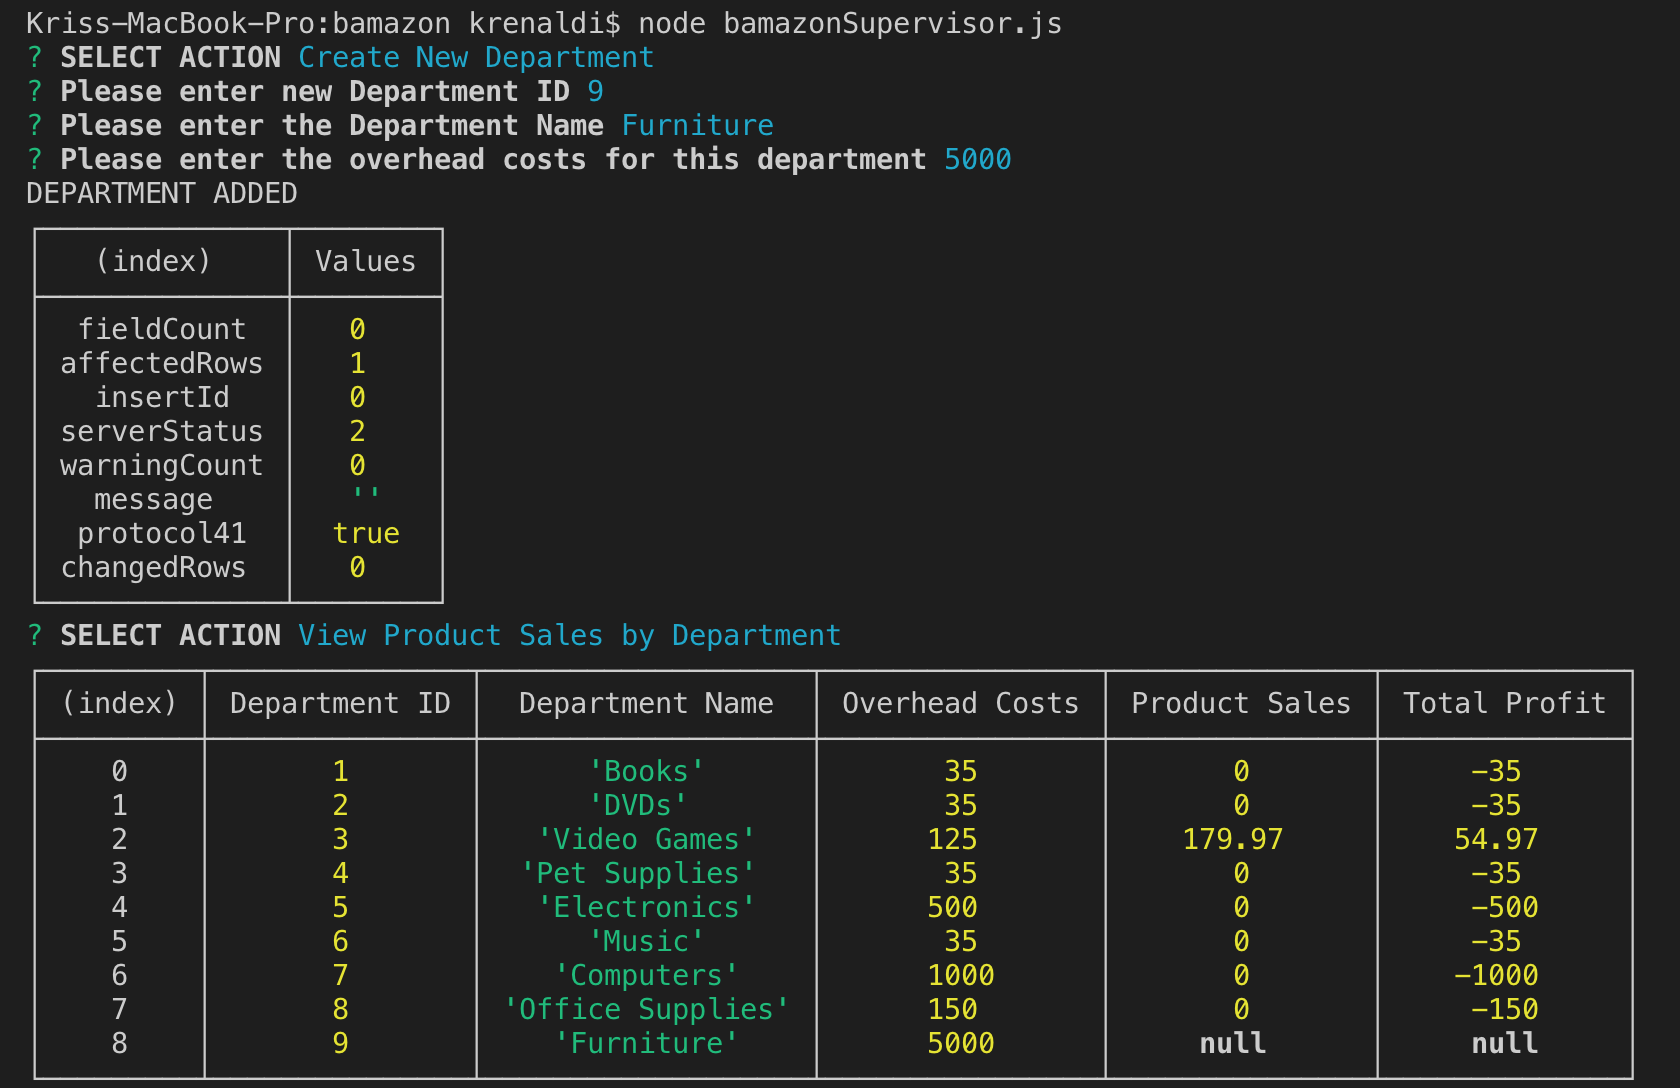 Kriss-MacBook-Pro:bamazon krenaldi$ node bamazonSupervisor.js
? SELECT ACTION Create New Department
? Please enter new Department ID 9
? Please enter the Department Name Furniture
? Please enter the overhead costs for this department 5000
DEPARTMENT ADDED
(index) Values
fieldCount 0
affectedRows 1
insertId 0
serverStatus 2
warningCount 0
message ''
protocol41 true
changedRows 0
? SELECT ACTION View Product Sales by Department
(index) Department ID Department Name Overhead Costs Product Sales Total Profit
0 1 'Books' 35 0 -35
1 2 'DVDs' 35 0 -35
2 3 'Video Games' 125 179.97 54.97
3 4 'Pet Supplies' 35 0 -35
4 5 'Electronics' 500 0 -500
5 6 'Music' 35 0 -35
6 7 'Computers' 1000 0 -1000
7 8 'Office Supplies' 150 0 -150
8 9 'Furniture' 5000 null null